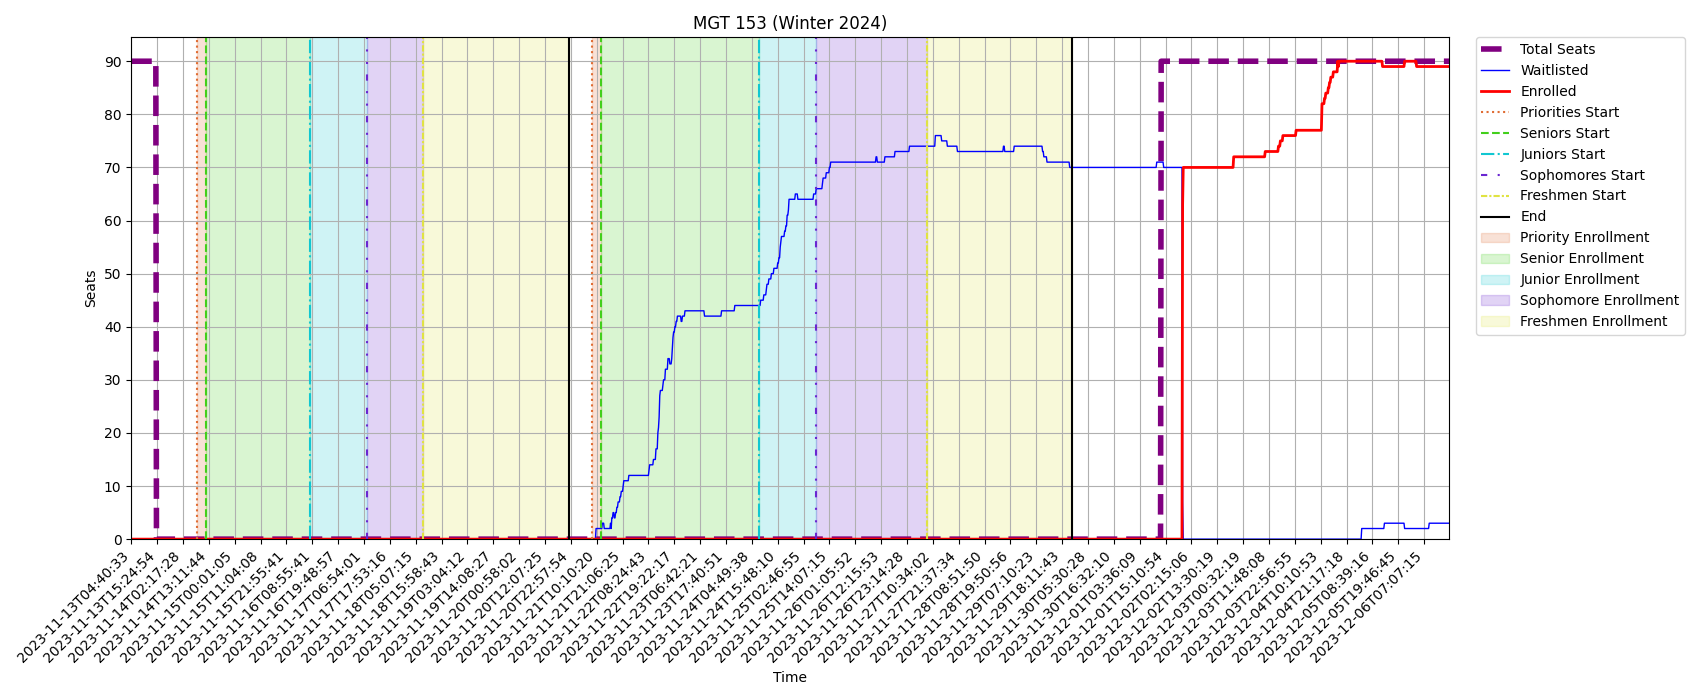 MGT 153 (Winter 2024)
Seats
90
80
70
60
50
40
30
20
10
0
2023-11-13T04:40:33
2023-11-13T15:24:54
2023-11-14T02:17:28
2023-11-14T13:11:44
2023-11-15T00:01:05
2023-11-15T11:04:08
2023-11-15T21:55:41
2023-11-16T08:55:41
2023-11-16T19:48:57
2023-11-17T06:54:01
2023-11-17T17:53:16
2023-11-18T05:07:15
2023-11-18T15:58:43
2023-11-19T03:04:12
2023-11-19T14:08:27
2023-11-20T00:58:02
2023-11-20T12:07:25
2023-11-20T22:57:54
2023-11-21T10:10:20
2023-11-21T21:06:25
2023-11-22T08:24:43
2023-11-22T19:22:17
2023-11-23T06:42:21
2023-11-23T17:40:51
2023-11-24T04:49:38
2023-11-24T15:48:10
2023-11-25T02:46:55
2023-11-25T14:07:15
2023-11-26T01:05:52
2023-11-26T12:15:53
2023-11-26T23:14:28
2023-11-27T10:34:02
2023-11-27T21:37:34
2023-11-28T08:51:50
2023-11-28T19:50:56
2023-11-29T07:10:23
2023-11-29T18:11:43
2023-11-30T05:30:28
2023-11-30T16:32:10
2023-12-01T03:36:09
2023-12-01T15:10:54
2023-12-02T02:15:06
2023-12-02T13:30:19
2023-12-03T00:32:19
2023-12-03T11:48:08
2023-12-03T22:56:55
2023-12-04T10:10:53
2023-12-04T21:17:18
2023-12-05T08:39:16
2023-12-05T19:46:45
2023-12-06T07:07:15
Time
Total Seats
Waitlisted
Enrolled
Priorities Start
Seniors Start
Juniors Start
Sophomores Start
Freshmen Start
End
Priority Enrollment
Senior Enrollment
Junior Enrollment
Sophomore Enrollment
Freshmen Enrollment